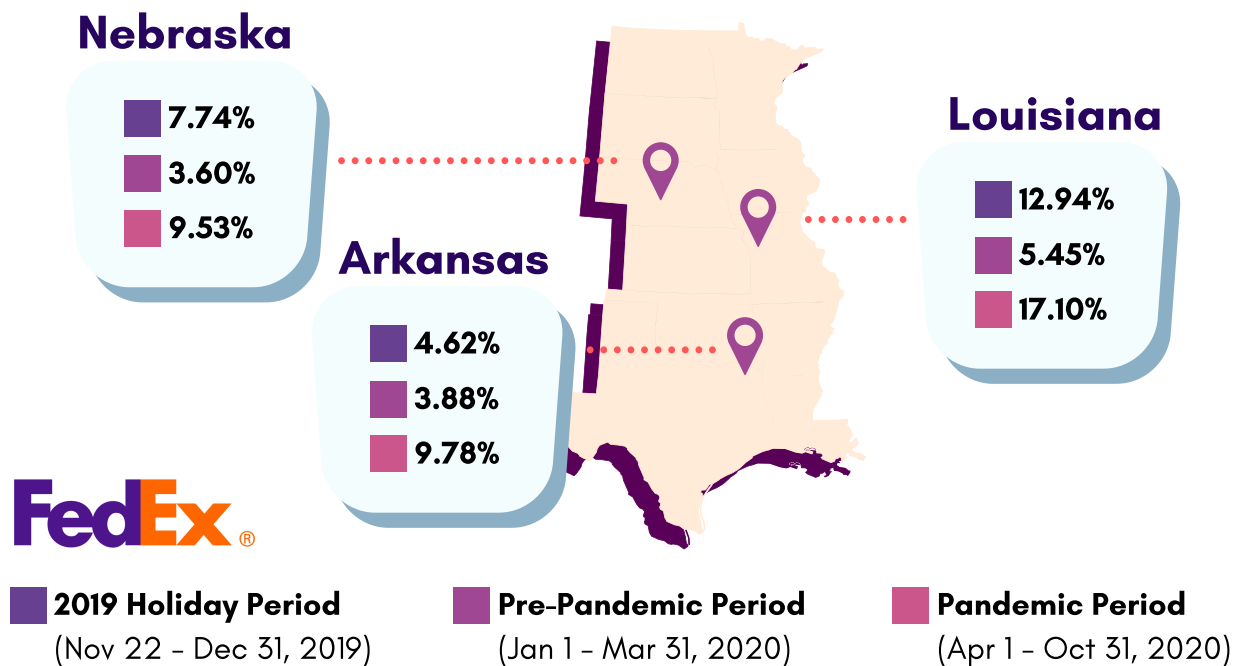 Nebraska
7.74%
3.60%
9.53%
Louisiana
12.94%
5.45%
17.10%
Arkansas
4.62%
3.88%
9.78%
FedEx®
2019 Holiday Period
(Nov 22 - Dec 31, 2019)
Pre-Pandemic Period
(Jan 1 - Mar 31, 2020)
Pandemic Period
(Apr 1 - Oct 31, 2020)